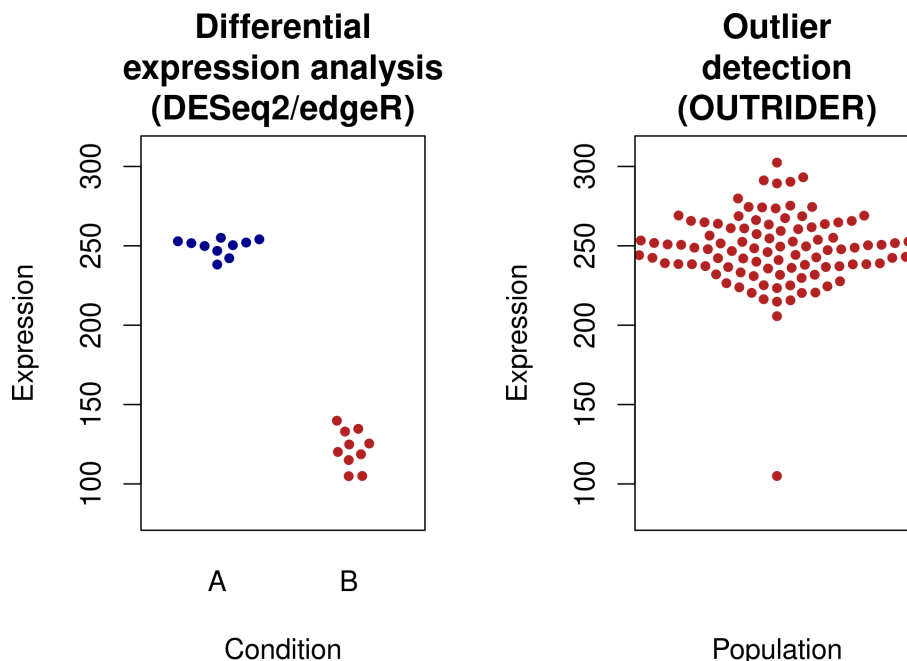 Differential
expression analysis
(DESeq2/edgeR)
Expression
300
250
200
150
100
A
B
Condition
Outlier
detection
(OUTRIDER)
Expression
300
250
200
150
100
Population